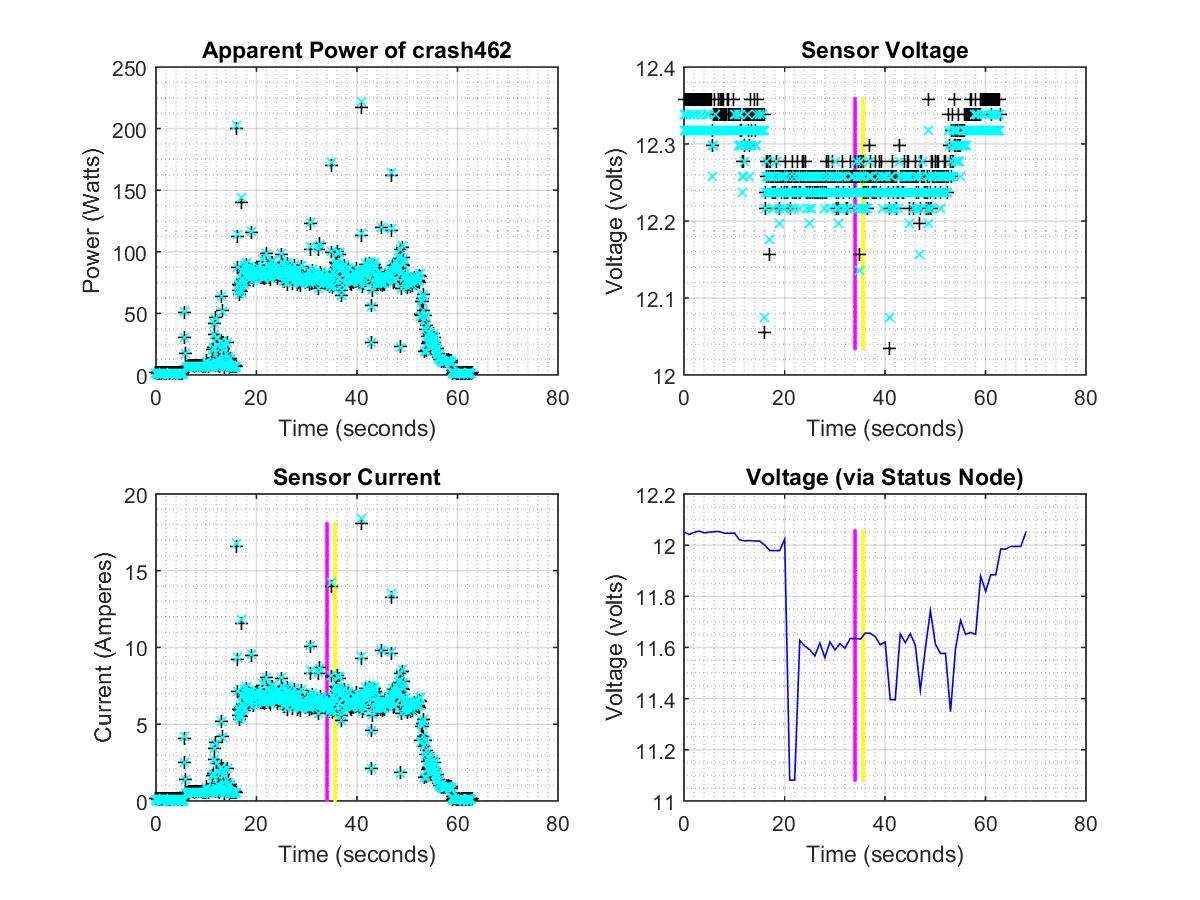 Apparent Power of crash462
250
200
150
100
50
0
Power (Watts)
0 20 40 60 80
Time (seconds)
Sensor Voltage
12.4
12.3
12.2
12.1
12
Voltage (volts)
0 20 40 60 80
Time (seconds)
Sensor Current
20
15
10
5
0
Current (Amperes)
0 20 40 60 80
Time (seconds)
Voltage (via Status Node)
12.2
12
11.8
11.6
11.4
11.2
11
Voltage (volts)
0 20 40 60 80
Time (seconds)